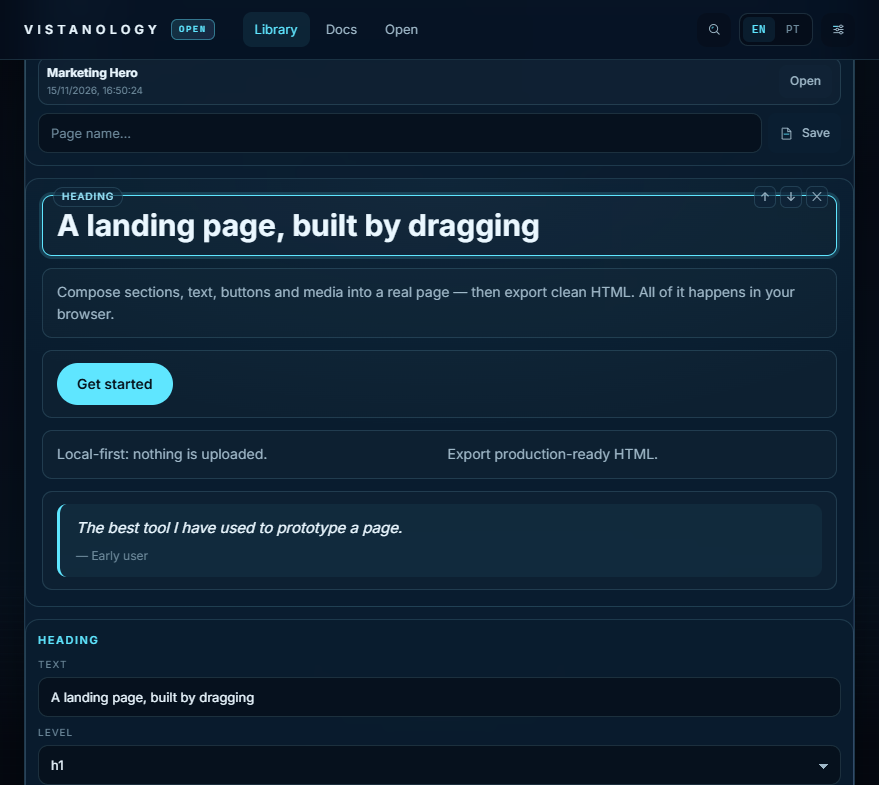 VISTANOLOGY OPEN Library Docs Open EN PT
Marketing Hero
15/11/2026, 16:50:24
Open
Page name...
Save
HEADING
A landing page, built by dragging
Compose sections, text, buttons and media into a real page — then export clean HTML. All of it happens in your
browser.
Get started
Local-first: nothing is uploaded.
Export production-ready HTML.
The best tool I have used to prototype a page.
— Early user
HEADING
TEXT
A landing page, built by dragging
LEVEL
h1